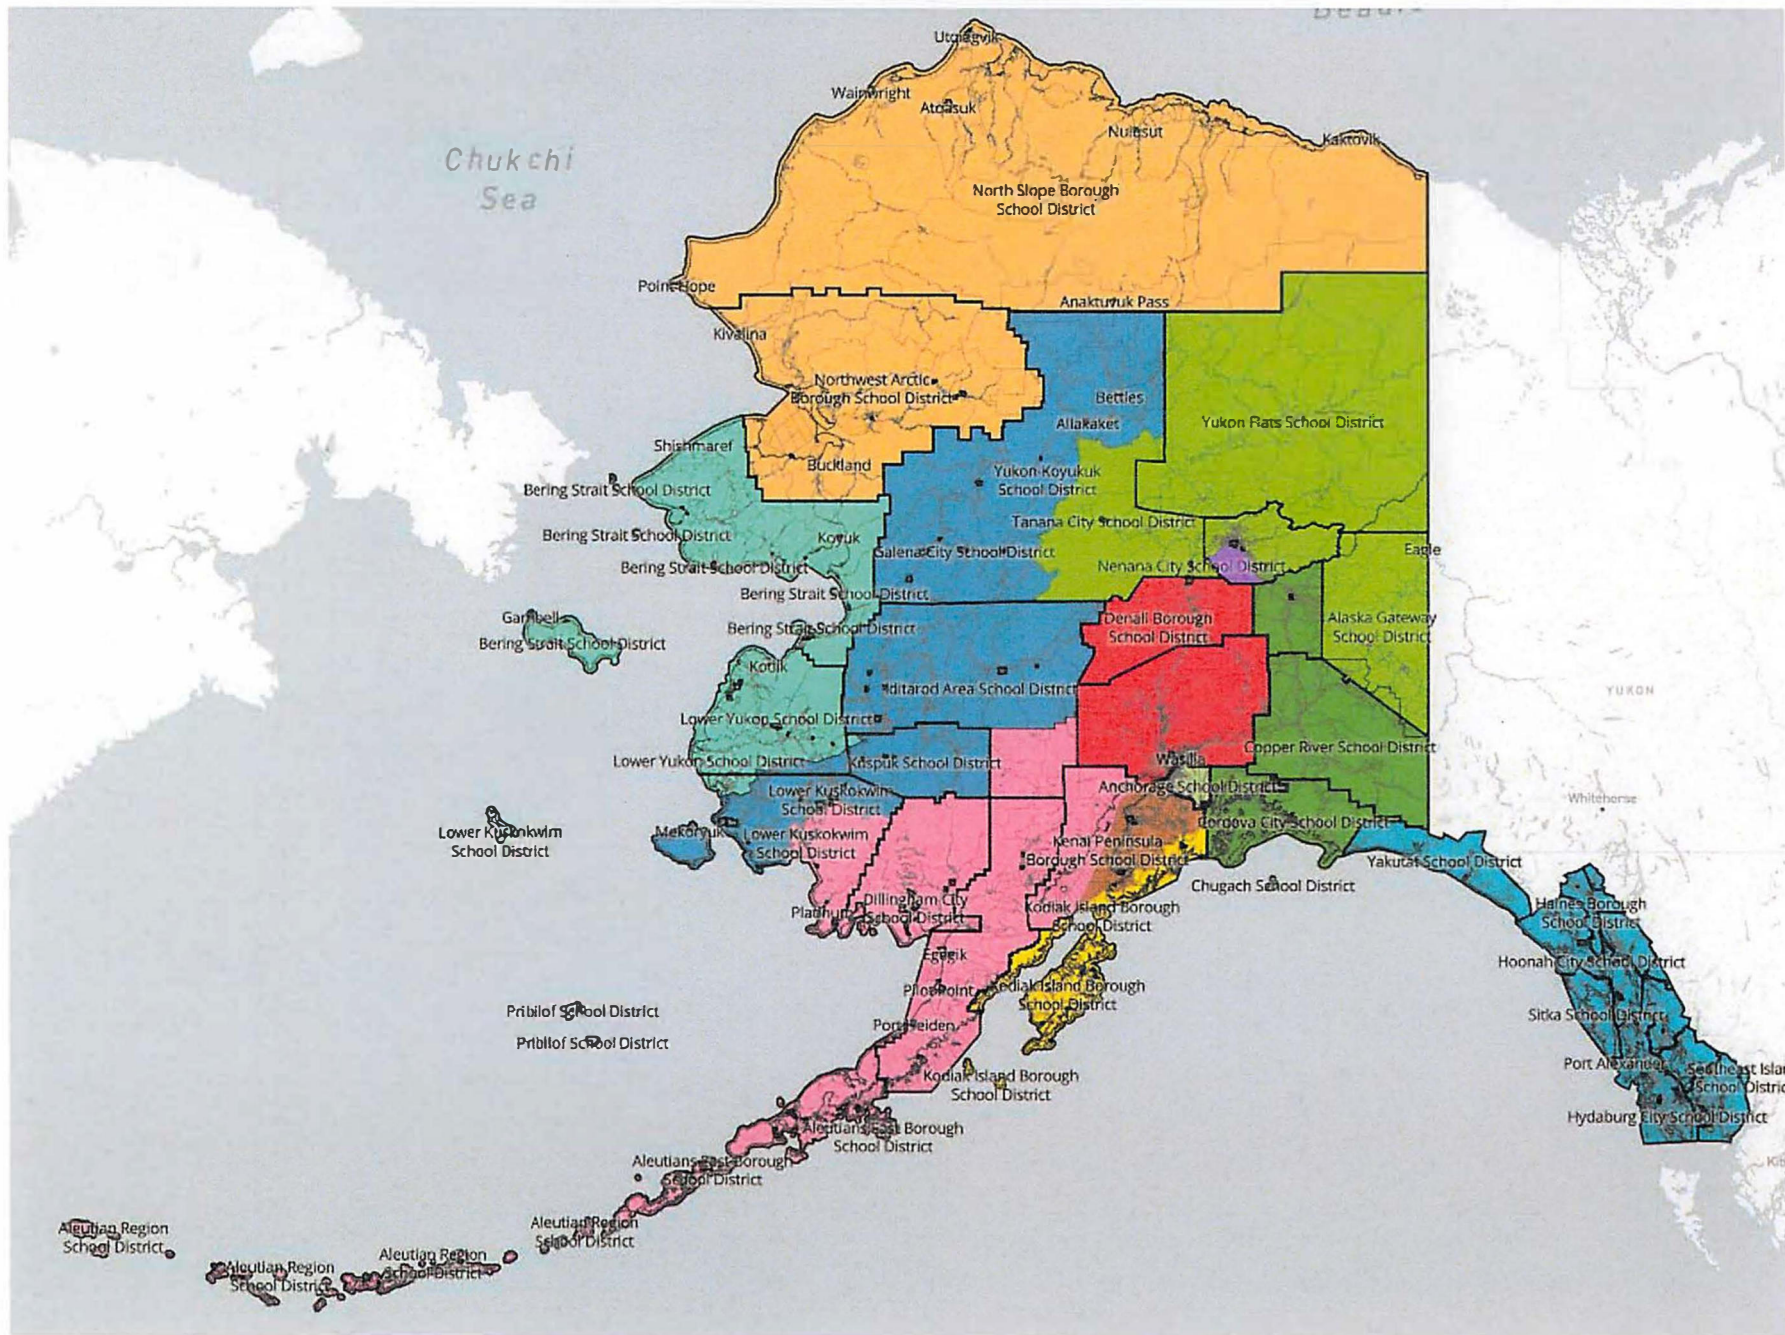 Utqiagvik
Wainwright
Atqasuk
Nuiqsut
Kaktovik
Chukchi
Sea
North Slope Borough
School District
Point Hope
Anaktuvuk Pass
Kivalina
Northwest Arctic
Borough School District
Bettles
Allakaket
Yukon Flats School District
Shishmaref
Buckland
Yukon-Koyukuk
School District
Bering Strait School District
Tanana City School District
Bering Strait School District
Koyuk
Galena City School District
Eagle
Bering Strait School District
Nenana City School District
Bering Strait School District
Gambell
Bering Strait School District
Denali Borough
School District
Alaska Gateway
School District
Bering Strait School District
Kotlik
Iditarod Area School District
YUKON
Lower Yukon School District
Copper River School District
Lower Yukon School District
Kuspuk School District
Wasilla
Anchorage School District
Lower Kuskokwim
School District
Whitehorse
Lower Kuskokwim
School District
Mekoryuk
Lower Kuskokwim
School District
Cordova City School District
Kenai Peninsula
Borough School District
Yakutat School District
Chugach School District
Platinum
Dillingham City
School District
Kodiak Island Borough
School District
Haines Borough
School District
Egegik
Hoonah City School District
Pilot Point
Kodiak Island Borough
School District
Pribilof School District
Sitka School District
Port Heiden
Pribilof School District
Port Alexander
Southeast Islan
School Distric
Kodiak Island Borough
School District
Hydaburg City School District
Aleutians East Borough
School District
Aleutians East Borough
School District
Aleutian Region
School District
Aleutian Region
School District
Aleutian Region
School District
Aleutian Region
School District